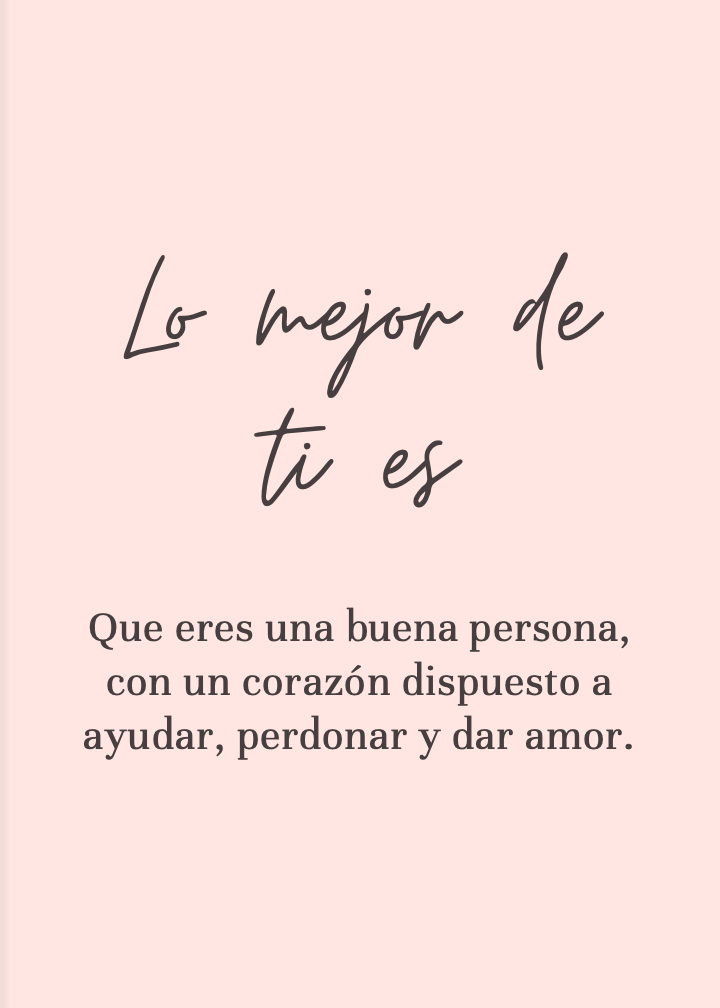 Lo mejor de
ti es
Que eres una buena persona,
con un corazón dispuesto a
ayudar, perdonar y dar amor.